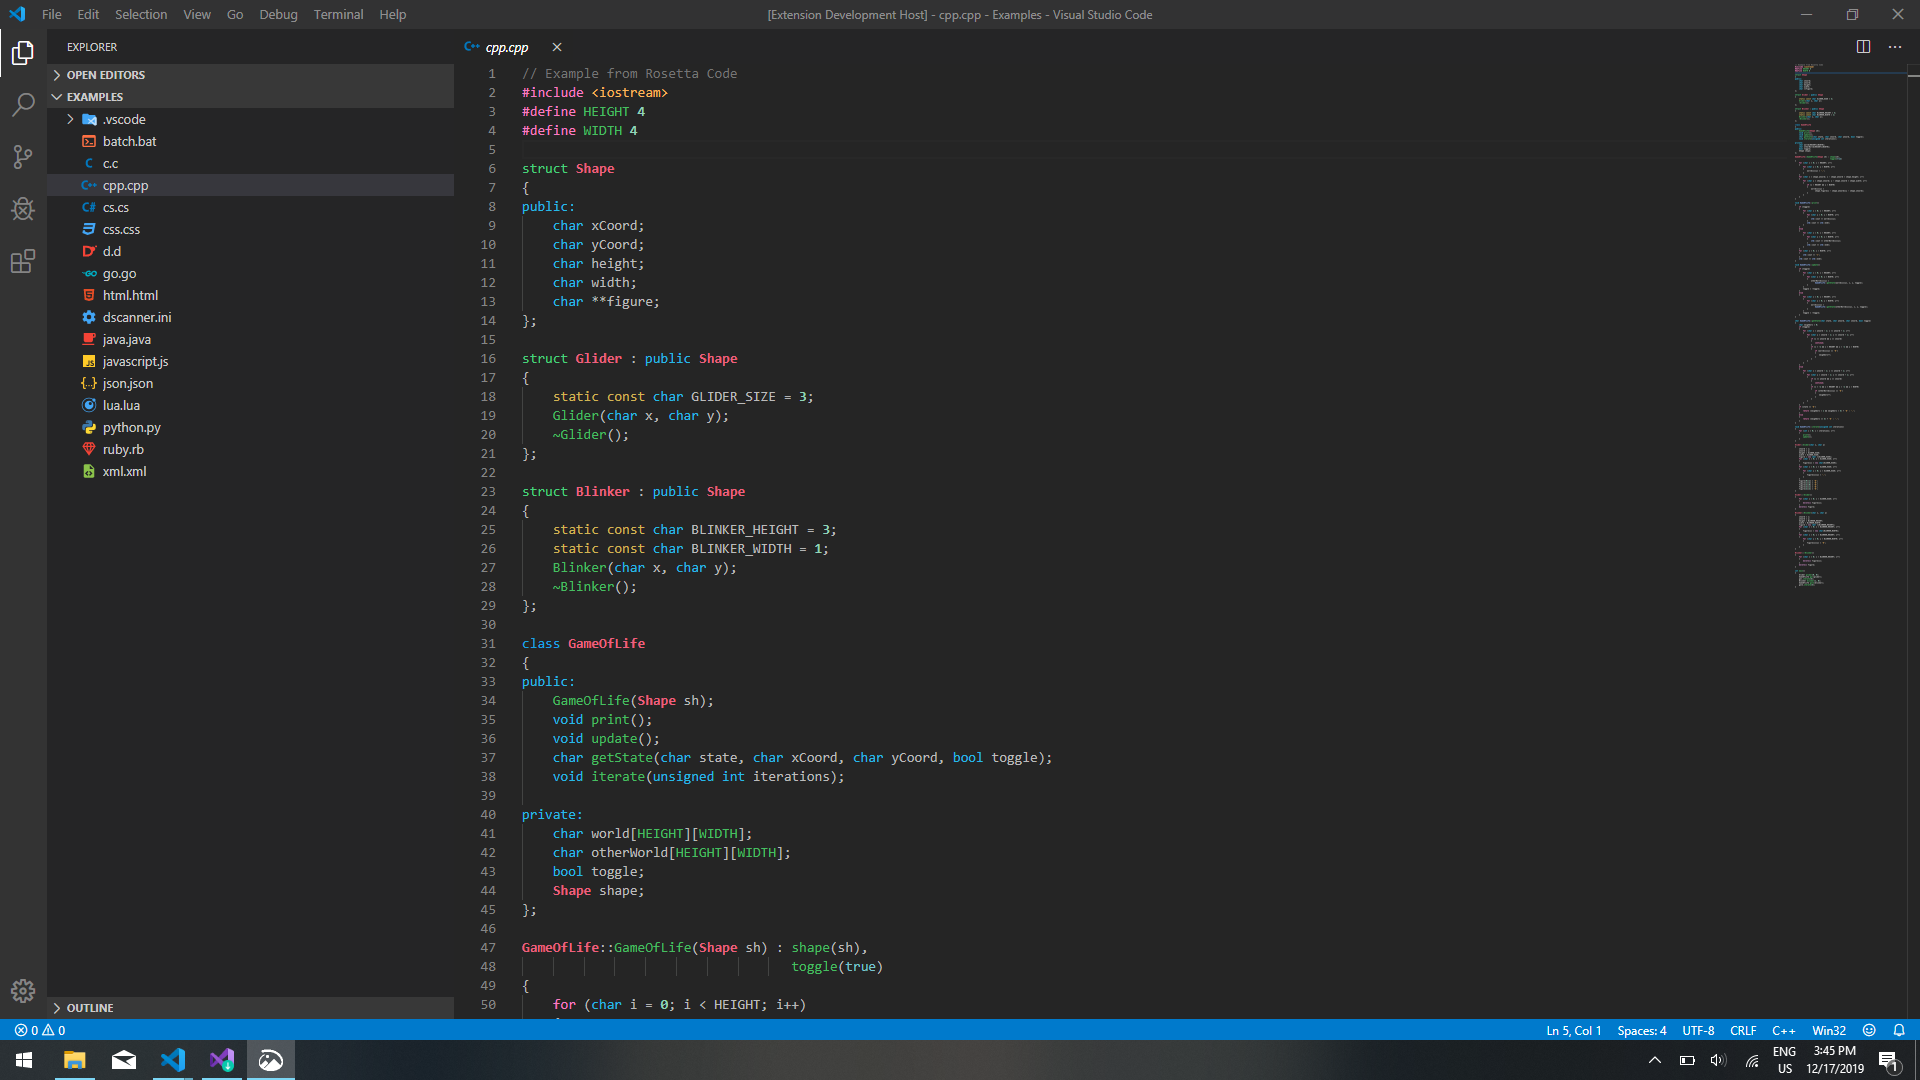 File Edit Selection View Go Debug Terminal Help
[Extension Development Host] - cpp.cpp - Examples - Visual Studio Code
EXPLORER
OPEN EDITORS
EXAMPLES
.vscode
batch.bat
C c.c
C++ cpp.cpp
C# cs.cs
css.css
d.d
go.go
html.html
dscanner.ini
java.java
JS javascript.js
{..} json.json
lua.lua
python.py
ruby.rb
xml.xml
OUTLINE
C++ cpp.cpp
1 // Example from Rosetta Code
2 #include <iostream>
3 #define HEIGHT 4
4 #define WIDTH 4
5
6 struct Shape
7 {
8 public:
9     char xCoord;
10     char yCoord;
11     char height;
12     char width;
13     char **figure;
14 };
15
16 struct Glider : public Shape
17 {
18     static const char GLIDER_SIZE = 3;
19     Glider(char x, char y);
20     ~Glider();
21 };
22
23 struct Blinker : public Shape
24 {
25     static const char BLINKER_HEIGHT = 3;
26     static const char BLINKER_WIDTH = 1;
27     Blinker(char x, char y);
28     ~Blinker();
29 };
30
31 class GameOfLife
32 {
33 public:
34     GameOfLife(Shape sh);
35     void print();
36     void update();
37     char getState(char state, char xCoord, char yCoord, bool toggle);
38     void iterate(unsigned int iterations);
39
40 private:
41     char world[HEIGHT][WIDTH];
42     char otherWorld[HEIGHT][WIDTH];
43     bool toggle;
44     Shape shape;
45 };
46
47 GameOfLife::GameOfLife(Shape sh) : shape(sh),
48                                    toggle(true)
49 {
50     for (char i = 0; i < HEIGHT; i++)
0 0
Ln 5, Col 1 Spaces: 4 UTF-8 CRLF C++ Win32
ENG 3:45 PM
US 12/17/2019 1